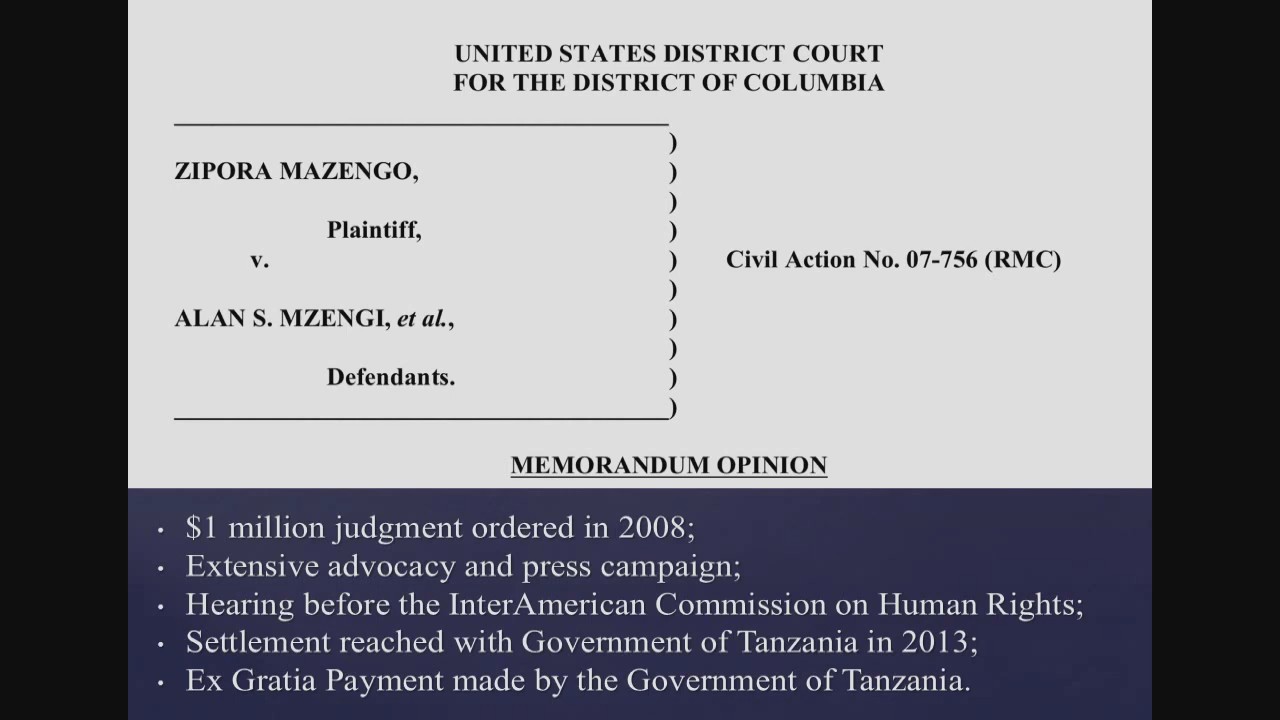 UNITED STATES DISTRICT COURT
FOR THE DISTRICT OF COLUMBIA
)
ZIPORA MAZENGO, )
)
Plaintiff, )
v. ) Civil Action No. 07-756 (RMC)
)
ALAN S. MZENGI, et al., )
)
Defendants. )
)
MEMORANDUM OPINION
• $1 million judgment ordered in 2008;
• Extensive advocacy and press campaign;
• Hearing before the InterAmerican Commission on Human Rights;
• Settlement reached with Government of Tanzania in 2013;
• Ex Gratia Payment made by the Government of Tanzania.